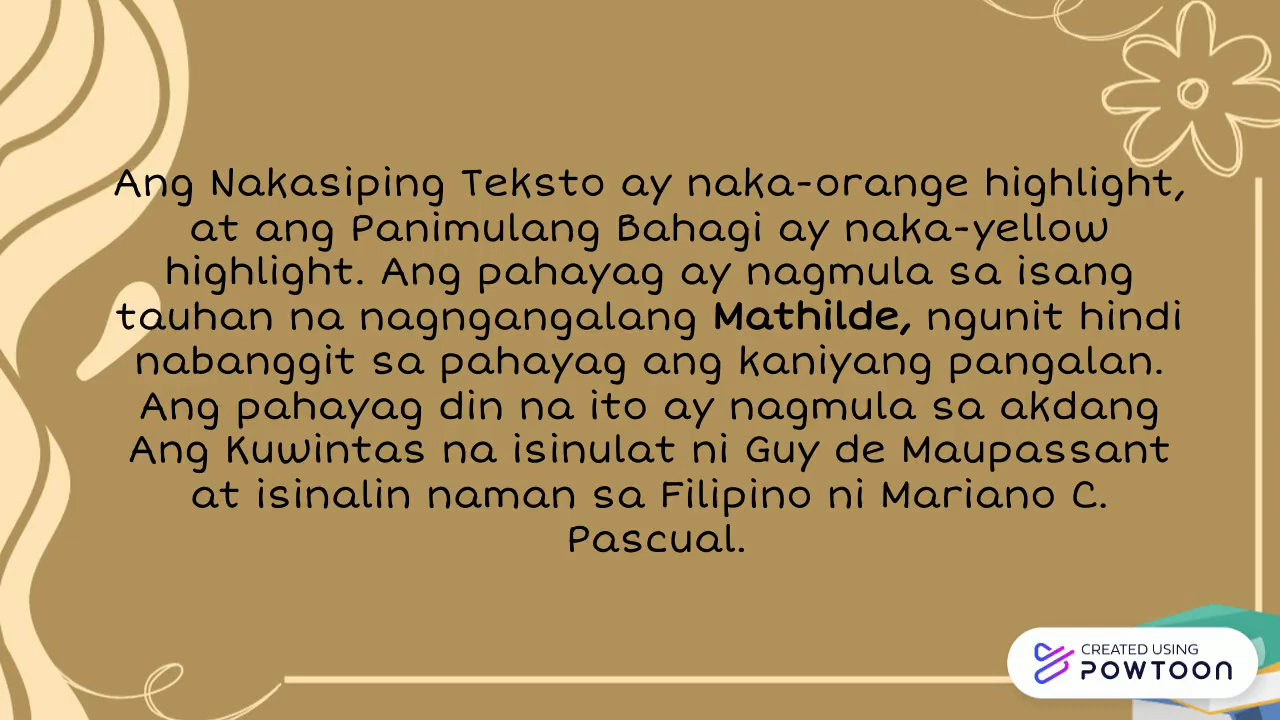 Ang Nakasiping Teksto ay naka-orange highlight,
at ang Panimulang Bahagi ay naka-yellow
highlight. Ang pahayag ay nagmula sa isang
tauhan na nagngangalang Mathilde, ngunit hindi
nabanggit sa pahayag ang kaniyang pangalan.
Ang pahayag din na ito ay nagmula sa akdang
Ang Kuwintas na isinulat ni Guy de Maupassant
at isinalin naman sa Filipino ni Mariano C.
Pascual.
CREATED USING
POWTOON